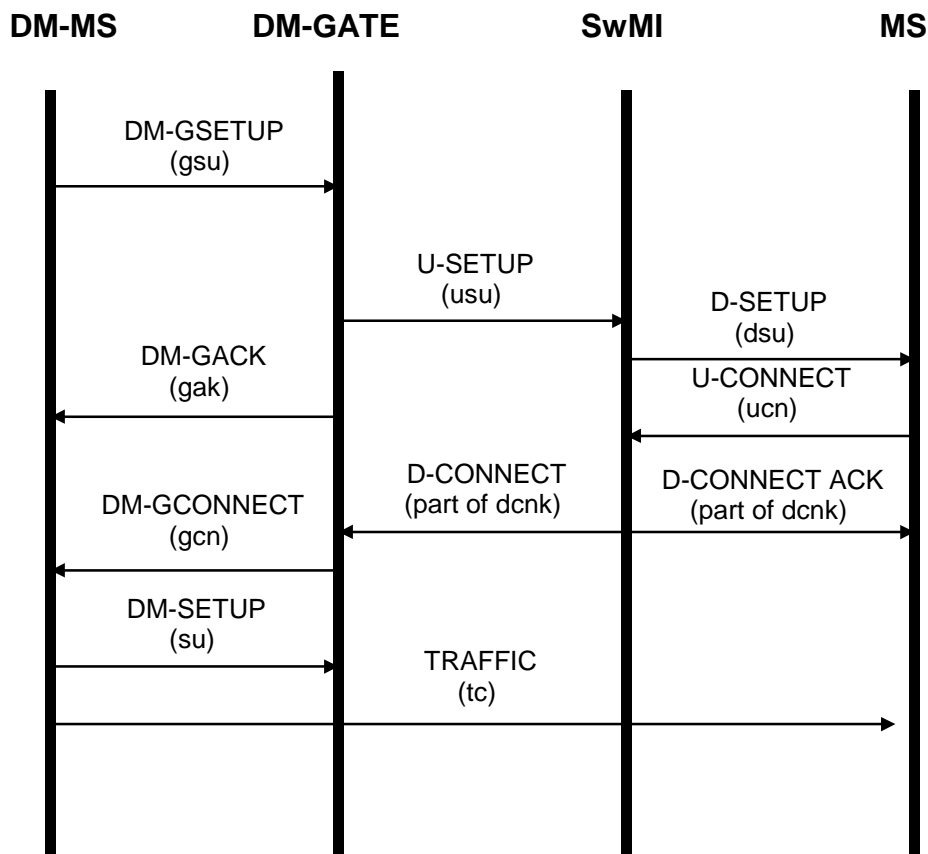 DM-MS DM-GATE SwMI MS
DM-GSETUP
(gsu)
U-SETUP
(usu)
D-SETUP
(dsu)
DM-GACK
(gak)
U-CONNECT
(ucn)
D-CONNECT
(part of dcnk)
D-CONNECT ACK
(part of dcnk)
DM-GCONNECT
(gcn)
DM-SETUP
(su)
TRAFFIC
(tc)